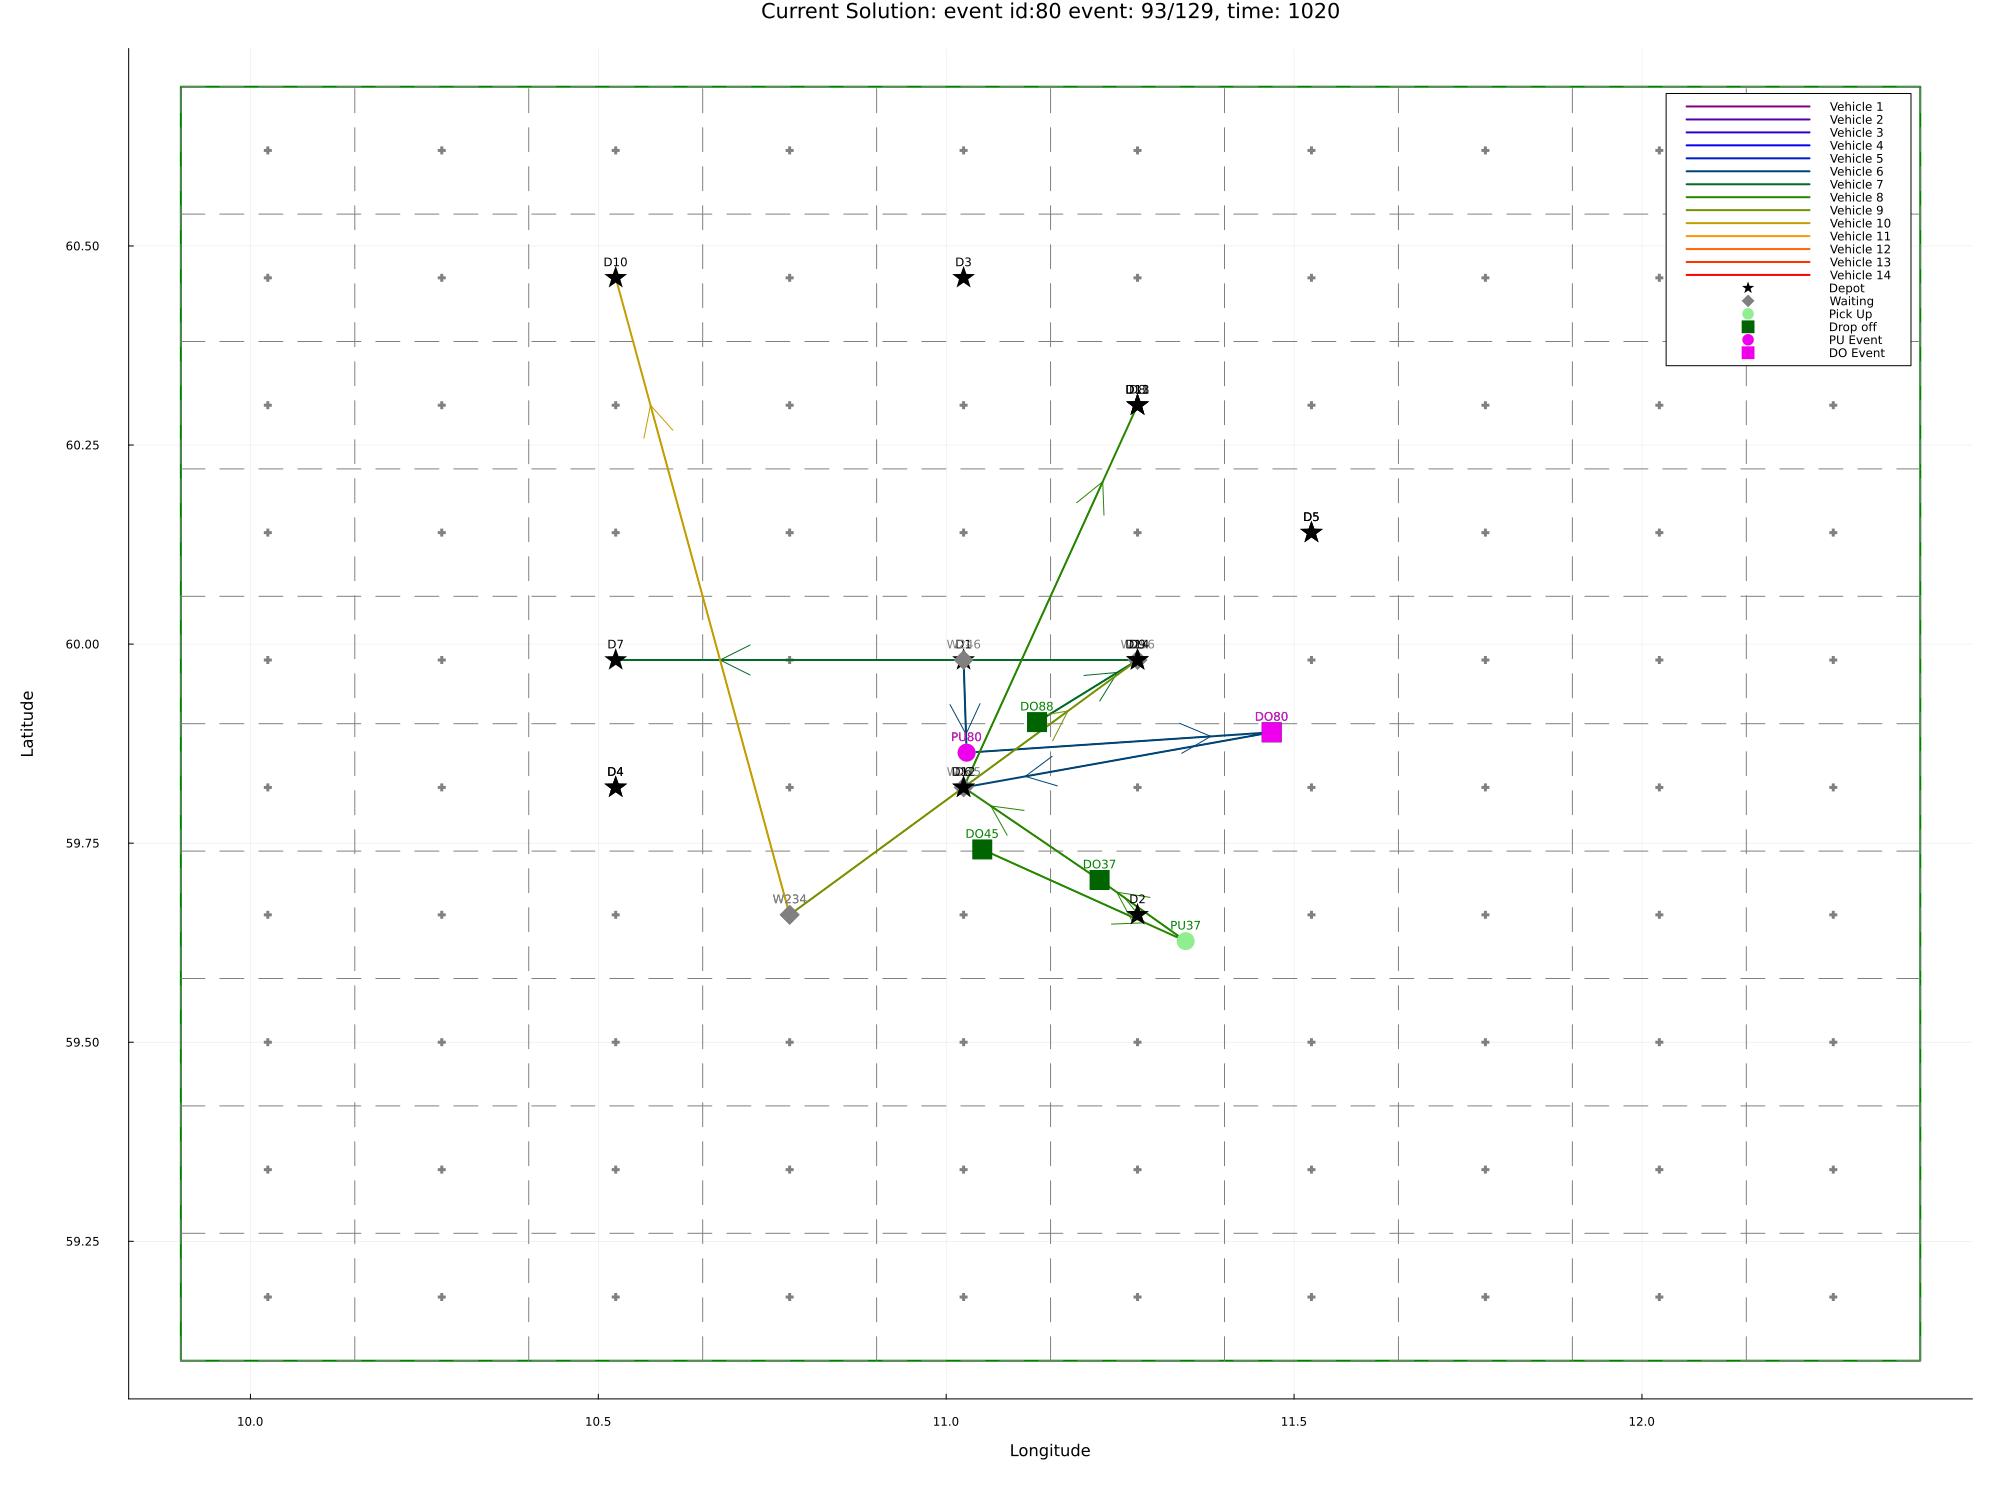 Current Solution: event id:80 event: 93/129, time: 1020
Vehicle 1
Vehicle 2
Vehicle 3
Vehicle 4
Vehicle 5
Vehicle 6
Vehicle 7
Vehicle 8
Vehicle 9
Vehicle 10
Vehicle 11
Vehicle 12
Vehicle 13
Vehicle 14
Depot
Waiting
Pick Up
Drop off
PU Event
DO Event
60.50
60.25
60.00
59.75
59.50
59.25
Latitude
D10
D3
D5
D7
D1
DO88
DO80
PU80
D4
DO45
DO37
W234
D2
PU37
10.0
10.5
11.0
11.5
12.0
Longitude